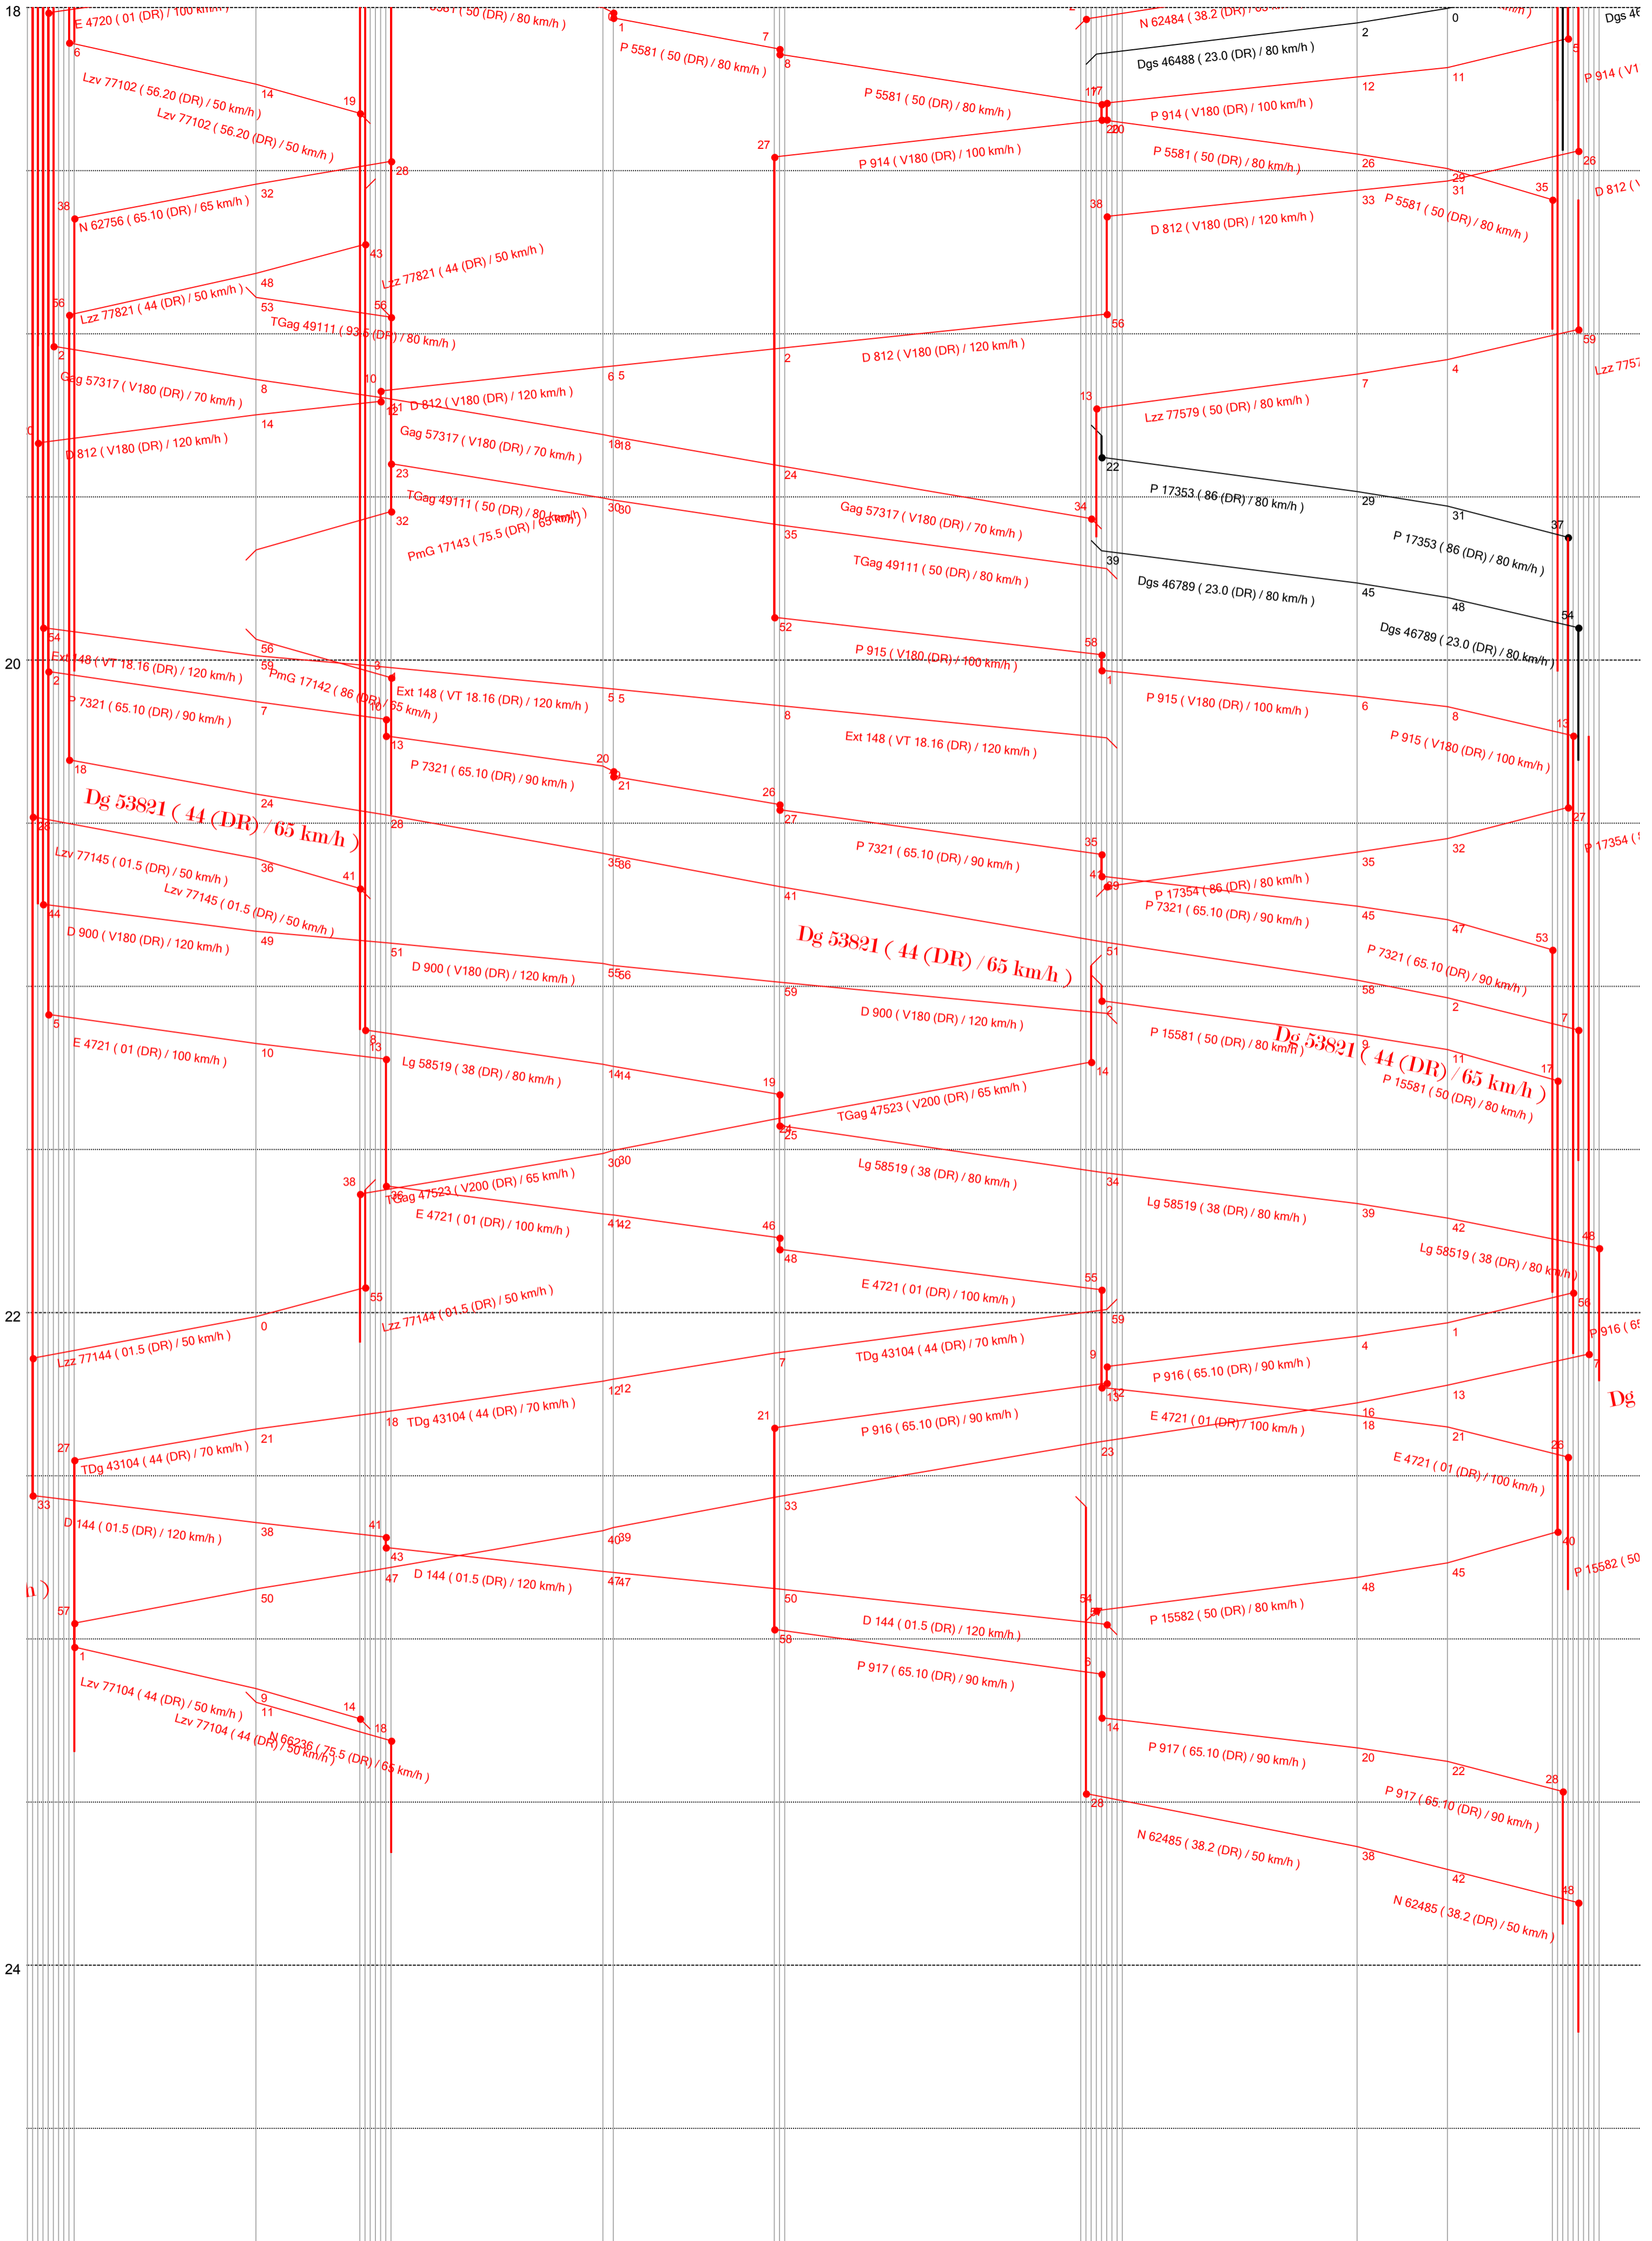 18
E 4720 ( 01 (DR) / 100 km/h )
5581 ( 50 (DR) / 80 km/h )
P 5581 ( 50 (DR) / 80 km/h )
N 62484 ( 38.2 (DR) /
Dgs 46488 ( 23.0 (DR) / 80 km/h )
Dgs 46
P 914 ( V1
Lzv 77102 ( 56.20 (DR) / 50 km/h )
Lzv 77102 ( 56.20 (DR) / 50 km/h )
P 5581 ( 50 (DR) / 80 km/h )
P 914 ( V180 (DR) / 100 km/h )
P 914 ( V180 (DR) / 100 km/h )
P 5581 ( 50 (DR) / 80 km/h )
D 812 ( V
N 62756 ( 65.10 (DR) / 65 km/h )
P 5581 ( 50 (DR) / 80 km/h )
D 812 ( V180 (DR) / 120 km/h )
Lzz 77821 ( 44 (DR) / 50 km/h )
Lzz 77821 ( 44 (DR) / 50 km/h )
TGag 49111 ( 93.5 (DR) / 80 km/h )
D 812 ( V180 (DR) / 120 km/h )
Lzz 7757
Gag 57317 ( V180 (DR) / 70 km/h )
D 812 ( V180 (DR) / 120 km/h )
Lzz 77579 ( 50 (DR) / 80 km/h )
D 812 ( V180 (DR) / 120 km/h )
Gag 57317 ( V180 (DR) / 70 km/h )
TGag 49111 ( 50 (DR) / 80 km/h )
PmG 17143 ( 75.5 (DR) / 65 km/h )
Gag 57317 ( V180 (DR) / 70 km/h )
P 17353 ( 86 (DR) / 80 km/h )
P 17353 ( 86 (DR) / 80 km/h )
TGag 49111 ( 50 (DR) / 80 km/h )
Dgs 46789 ( 23.0 (DR) / 80 km/h )
Dgs 46789 ( 23.0 (DR) / 80 km/h )
20
Ext 148 ( VT 18.16 (DR) / 120 km/h )
PmG 17142 ( 86 (DR) / 65 km/h )
Ext 148 ( VT 18.16 (DR) / 120 km/h )
P 915 ( V180 (DR) / 100 km/h )
P 915 ( V180 (DR) / 100 km/h )
P 7321 ( 65.10 (DR) / 90 km/h )
Ext 148 ( VT 18.16 (DR) / 120 km/h )
P 915 ( V180 (DR) / 100 km/h )
P 7321 ( 65.10 (DR) / 90 km/h )
Dg 53821 ( 44 (DR) / 65 km/h )
P 7321 ( 65.10 (DR) / 90 km/h )
P 17354 (
Lzv 77145 ( 01.5 (DR) / 50 km/h )
Lzv 77145 ( 01.5 (DR) / 50 km/h )
P 17354 ( 86 (DR) / 80 km/h )
P 7321 ( 65.10 (DR) / 90 km/h )
D 900 ( V180 (DR) / 120 km/h )
D 900 ( V180 (DR) / 120 km/h )
Dg 53821 ( 44 (DR) / 65 km/h )
P 7321 ( 65.10 (DR) / 90 km/h )
D 900 ( V180 (DR) / 120 km/h )
P 15581 ( 50 (DR) / 80 km/h )
Dg 53821 ( 44 (DR) / 65 km/h )
P 15581 ( 50 (DR) / 80 km/h )
E 4721 ( 01 (DR) / 100 km/h )
Lg 58519 ( 38 (DR) / 80 km/h )
TGag 47523 ( V200 (DR) / 65 km/h )
TGag 47523 ( V200 (DR) / 65 km/h )
Lg 58519 ( 38 (DR) / 80 km/h )
E 4721 ( 01 (DR) / 100 km/h )
Lg 58519 ( 38 (DR) / 80 km/h )
Lg 58519 ( 38 (DR) / 80 km/h )
22
Lzz 77144 ( 01.5 (DR) / 50 km/h )
E 4721 ( 01 (DR) / 100 km/h )
Lzz 77144 ( 01.5 (DR) / 50 km/h )
TDg 43104 ( 44 (DR) / 70 km/h )
P 916 ( 65.10 (DR) / 90 km/h )
P 916 ( 65
Dg
TDg 43104 ( 44 (DR) / 70 km/h )
TDg 43104 ( 44 (DR) / 70 km/h )
P 916 ( 65.10 (DR) / 90 km/h )
E 4721 ( 01 (DR) / 100 km/h )
E 4721 ( 01 (DR) / 100 km/h )
D 144 ( 01.5 (DR) / 120 km/h )
D 144 ( 01.5 (DR) / 120 km/h )
P 15582 ( 50
h )
D 144 ( 01.5 (DR) / 120 km/h )
P 15582 ( 50 (DR) / 80 km/h )
P 917 ( 65.10 (DR) / 90 km/h )
Lzv 77104 ( 44 (DR) / 50 km/h )
Lzv 77104 ( 44 (DR) / 50 km/h )
N 66236 ( 75.5 (DR) / 65 km/h )
P 917 ( 65.10 (DR) / 90 km/h )
P 917 ( 65.10 (DR) / 90 km/h )
N 62485 ( 38.2 (DR) / 50 km/h )
N 62485 ( 38.2 (DR) / 50 km/h )
24